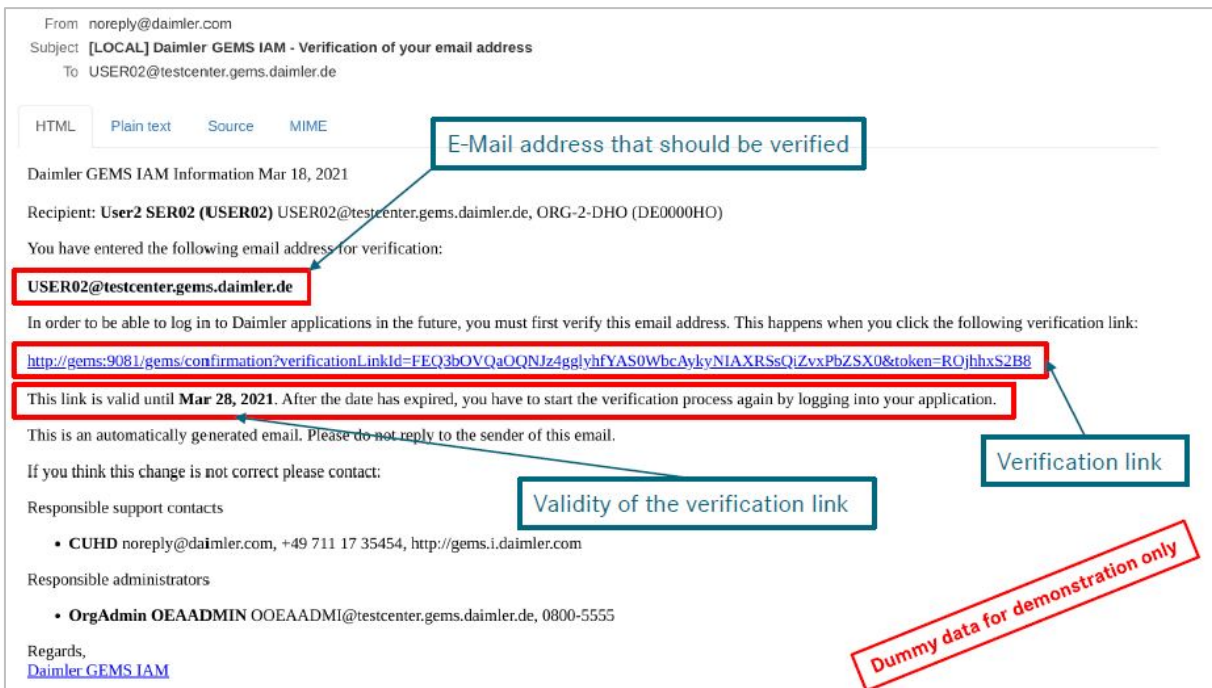 From noreply@daimler.com
Subject [LOCAL] Daimler GEMS IAM - Verification of your email address
To USER02@testcenter.gems.daimler.de
HTML Plain text Source MIME
E-Mail address that should be verified
Daimler GEMS IAM Information Mar 18, 2021
Recipient: User2 SER02 (USER02) USER02@testcenter.gems.daimler.de, ORG-2-DHO (DE0000HO)
You have entered the following email address for verification:
USER02@testcenter.gems.daimler.de
In order to be able to log in to Daimler applications in the future, you must first verify this email address. This happens when you click the following verification link:
http://gems:9081/gems/confirmation?verificationLinkId=FEQ3bOVQaOQNJz4gglyhfYAS0WbcAykyNIAXRSsQiZvxPbZSX0&token=ROjhhxS2B8
This link is valid until Mar 28, 2021. After the date has expired, you have to start the verification process again by logging into your application.
This is an automatically generated email. Please do not reply to the sender of this email.
Verification link
If you think this change is not correct please contact:
Validity of the verification link
Responsible support contacts
• CUHD noreply@daimler.com, +49 711 17 35454, http://gems.i.daimler.com
Responsible administrators
• OrgAdmin OEAADMIN OOEAADMI@testcenter.gems.daimler.de, 0800-5555
Dummy data for demonstration only
Regards,
Daimler GEMS IAM